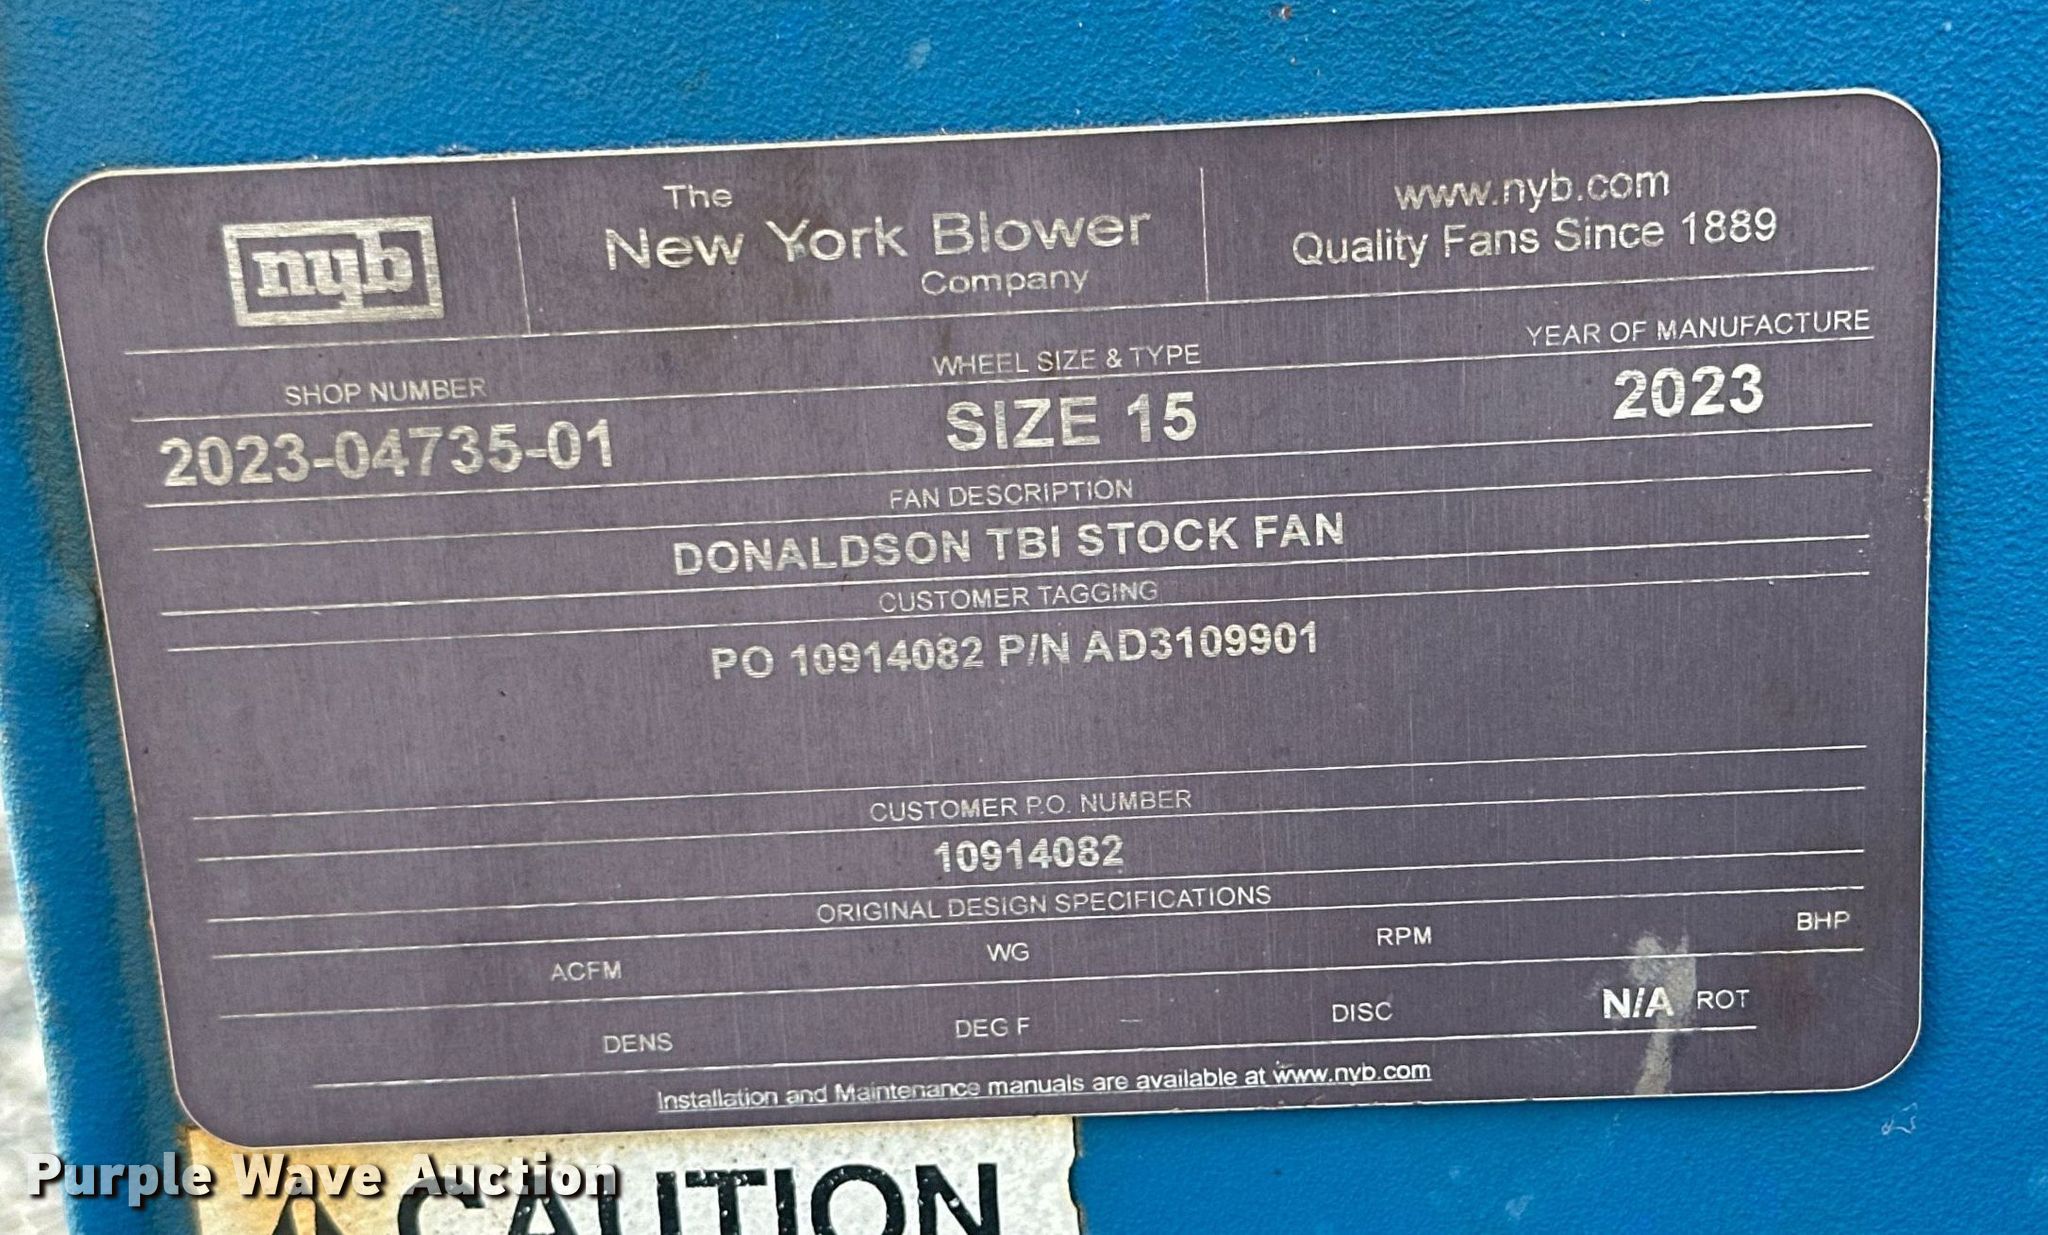 nyb
The
New York Blower
Company
www.nyb.com
Quality Fans Since 1889
SHOP NUMBER
WHEEL SIZE & TYPE
YEAR OF MANUFACTURE
2023-04735-01
SIZE 15
2023
FAN DESCRIPTION
DONALDSON TBI STOCK FAN
CUSTOMER TAGGING
PO 10914082 P/N AD3109901
CUSTOMER P.O. NUMBER
10914082
ORIGINAL DESIGN SPECIFICATIONS
ACFM WG RPM BHP
DENS DEG F DISC N/A ROT
Installation and Maintenance manuals are available at www.nyb.com
CAUTION
Purple Wave Auction